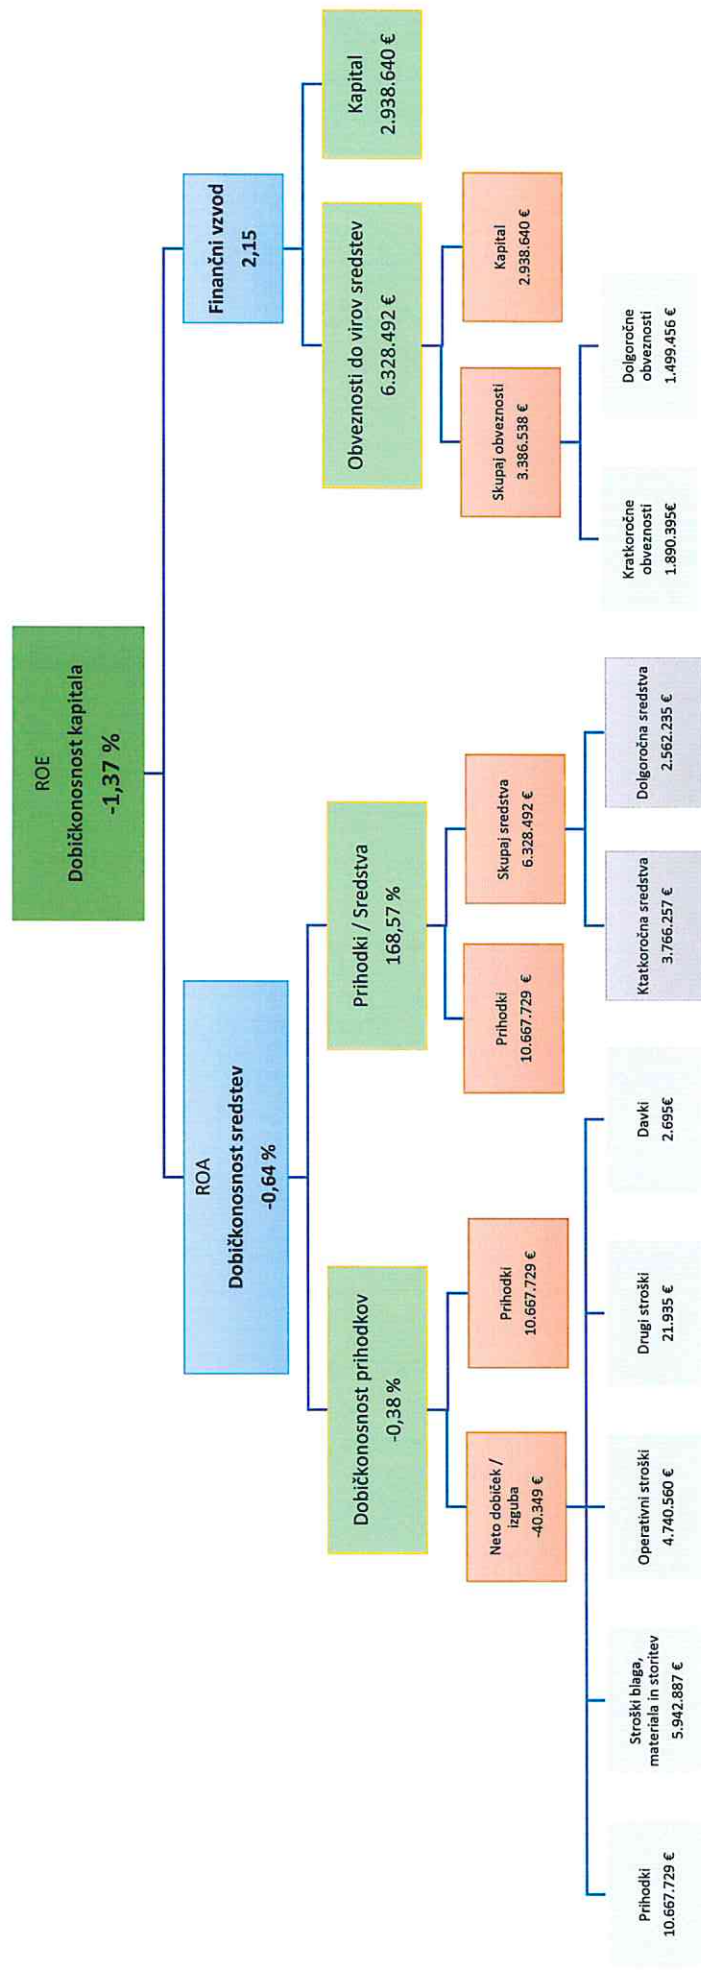 ROE
Dobičkonosnost kapitala
-1,37 %
ROA
Dobičkonosnost sredstev
-0,64 %
Finančni vzvod
2,15
Dobičkonosnost prihodkov
-0,38 %
Prihodki / Sredstva
168,57 %
Obveznosti do virov sredstev
6.328.492 €
Kapital
2.938.640 €
Neto dobiček /
izguba
-40.349 €
Prihodki
10.667.729 €
Prihodki
10.667.729 €
Skupaj sredstva
6.328.492 €
Skupaj obveznosti
3.386.538 €
Kapital
2.938.640 €
Prihodki
10.667.729 €
Stroški blaga,
materiala in storitev
5.942.887 €
Operativni stroški
4.740.560 €
Drugi stroški
21.935 €
Davki
2.695€
Ktatkoročna sredstva
3.766.257 €
Dolgoročna sredstva
2.562.235 €
Kratkoročne
obveznosti
1.890.395€
Dolgoročne
obveznosti
1.499.456 €